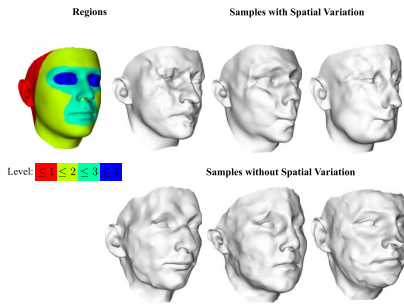 Regions
Samples with Spatial Variation
Level: ≤ 1 ≤ 2 ≤ 3 ≤ 4
Samples without Spatial Variation